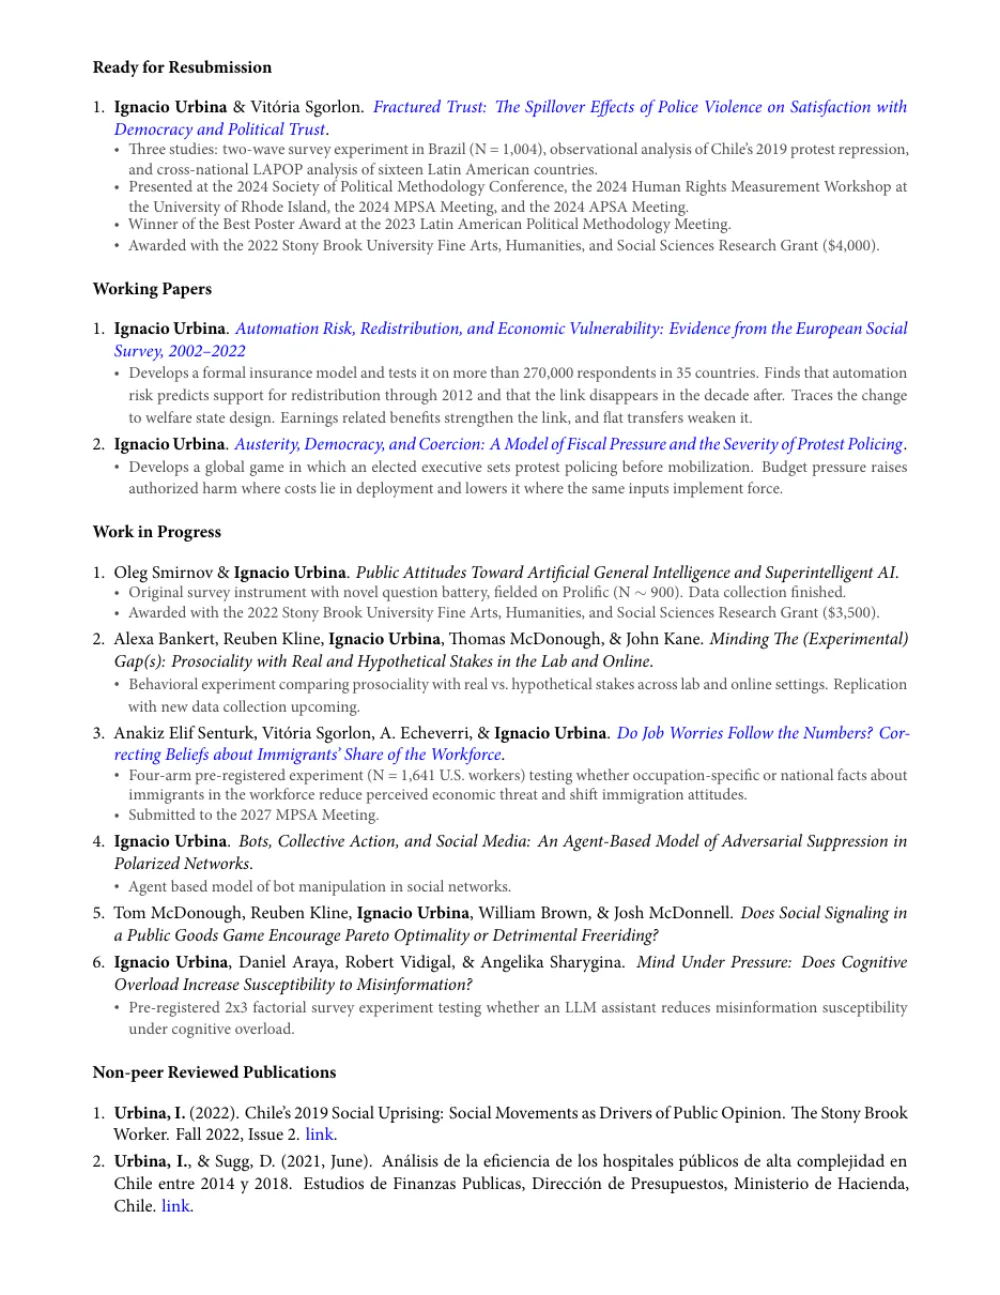 Ready for Resubmission
1. Ignacio Urbina & Vitória Sgorlon. Fractured Trust: The Spillover Effects of Police Violence on Satisfaction with
Democracy and Political Trust.
• Three studies: two-wave survey experiment in Brazil (N = 1,004), observational analysis of Chile's 2019 protest repression,
and cross-national LAPOP analysis of sixteen Latin American countries.
• Presented at the 2024 Society of Political Methodology Conference, the 2024 Human Rights Measurement Workshop at
the University of Rhode Island, the 2024 MPSA Meeting, and the 2024 APSA Meeting.
• Winner of the Best Poster Award at the 2023 Latin American Political Methodology Meeting.
• Awarded with the 2022 Stony Brook University Fine Arts, Humanities, and Social Sciences Research Grant ($4,000).
Working Papers
1. Ignacio Urbina. Automation Risk, Redistribution, and Economic Vulnerability: Evidence from the European Social
Survey, 2002–2022
• Develops a formal insurance model and tests it on more than 270,000 respondents in 35 countries. Finds that automation
risk predicts support for redistribution through 2012 and that the link disappears in the decade after. Traces the change
to welfare state design. Earnings related benefits strengthen the link, and flat transfers weaken it.
2. Ignacio Urbina. Austerity, Democracy, and Coercion: A Model of Fiscal Pressure and the Severity of Protest Policing.
• Develops a global game in which an elected executive sets protest policing before mobilization. Budget pressure raises
authorized harm where costs lie in deployment and lowers it where the same inputs implement force.
Work in Progress
1. Oleg Smirnov & Ignacio Urbina. Public Attitudes Toward Artificial General Intelligence and Superintelligent AI.
• Original survey instrument with novel question battery, fielded on Prolific (N ∼ 900). Data collection finished.
• Awarded with the 2022 Stony Brook University Fine Arts, Humanities, and Social Sciences Research Grant ($3,500).
2. Alexa Bankert, Reuben Kline, Ignacio Urbina, Thomas McDonough, & John Kane. Minding The (Experimental)
Gap(s): Prosociality with Real and Hypothetical Stakes in the Lab and Online.
• Behavioral experiment comparing prosociality with real vs. hypothetical stakes across lab and online settings. Replication
with new data collection upcoming.
3. Anakiz Elif Senturk, Vitória Sgorlon, A. Echeverri, & Ignacio Urbina. Do Job Worries Follow the Numbers? Cor-
recting Beliefs about Immigrants' Share of the Workforce.
• Four-arm pre-registered experiment (N = 1,641 U.S. workers) testing whether occupation-specific or national facts about
immigrants in the workforce reduce perceived economic threat and shift immigration attitudes.
• Submitted to the 2027 MPSA Meeting.
4. Ignacio Urbina. Bots, Collective Action, and Social Media: An Agent-Based Model of Adversarial Suppression in
Polarized Networks.
• Agent based model of bot manipulation in social networks.
5. Tom McDonough, Reuben Kline, Ignacio Urbina, William Brown, & Josh McDonnell. Does Social Signaling in
a Public Goods Game Encourage Pareto Optimality or Detrimental Freeriding?
6. Ignacio Urbina, Daniel Araya, Robert Vidigal, & Angelika Sharygina. Mind Under Pressure: Does Cognitive
Overload Increase Susceptibility to Misinformation?
• Pre-registered 2x3 factorial survey experiment testing whether an LLM assistant reduces misinformation susceptibility
under cognitive overload.
Non-peer Reviewed Publications
1. Urbina, I. (2022). Chile's 2019 Social Uprising: Social Movements as Drivers of Public Opinion. The Stony Brook
Worker. Fall 2022, Issue 2. link.
2. Urbina, I., & Sugg, D. (2021, June). Análisis de la eficiencia de los hospitales públicos de alta complejidad en
Chile entre 2014 y 2018. Estudios de Finanzas Publicas, Dirección de Presupuestos, Ministerio de Hacienda,
Chile. link.